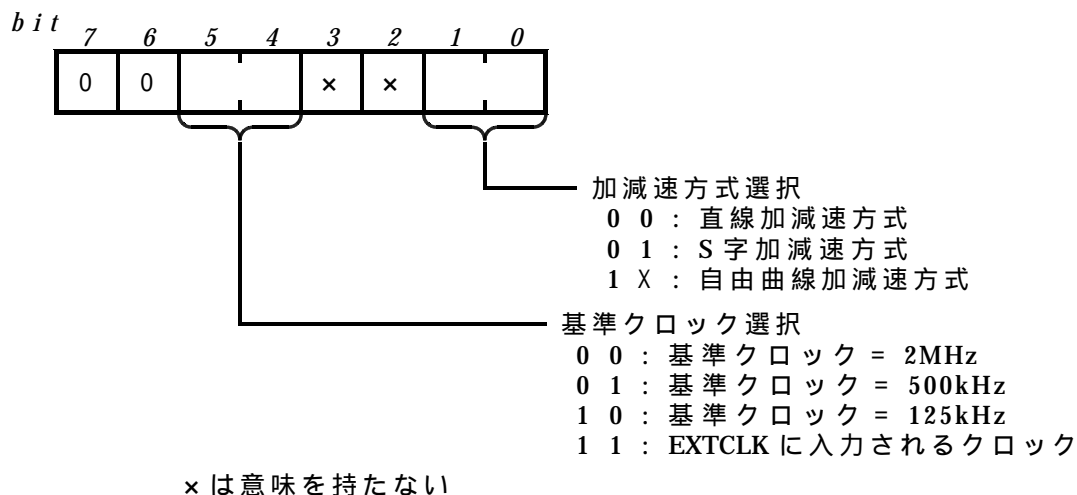 bit 7 6 5 4 3 2 1 0
0 0 × ×
加減速方式選択
0 0 : 直線加減速方式
0 1 : S字加減速方式
1 X : 自由曲線加減速方式
基準クロック選択
0 0 : 基準クロック = 2MHz
0 1 : 基準クロック = 500kHz
1 0 : 基準クロック = 125kHz
1 1 : EXTCLKに入力されるクロック
×は意味を持たない